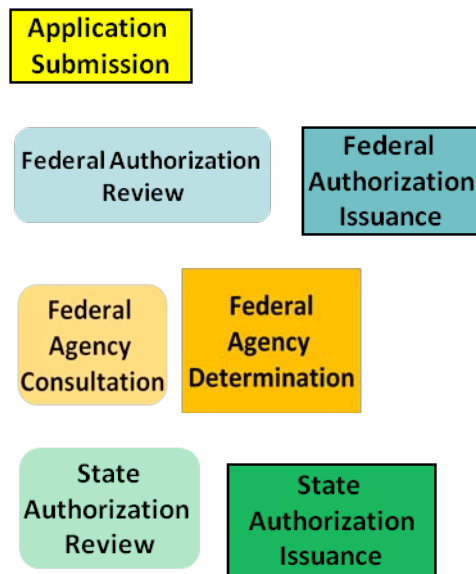 Application
Submission
Federal Authorization
Review
Federal
Authorization
Issuance
Federal
Agency
Consultation
Federal
Agency
Determination
State
Authorization
Review
State
Authorization
Issuance